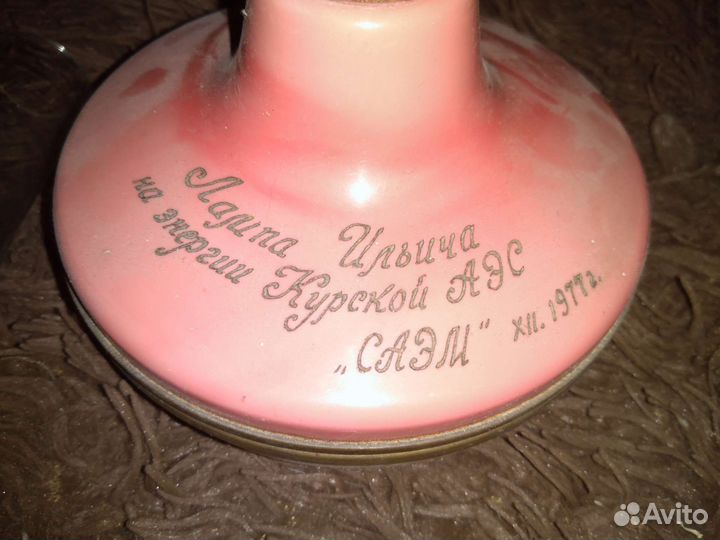 Лампа Ильича
на энергии Курской АЭС
„САЭМ" XII. 1977г.
Avito